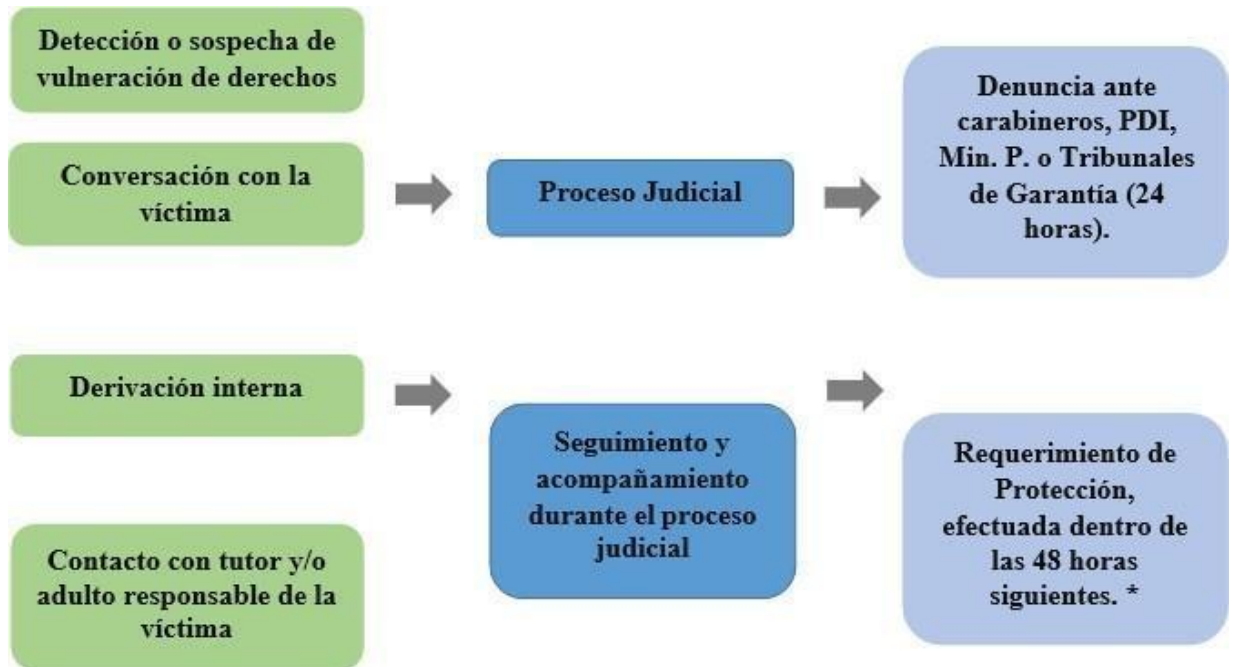 Detección o sospecha de
vulneración de derechos
Conversación con la
víctima
Proceso Judicial
Denuncia ante
carabineros, PDI,
Min. P. o Tribunales
de Garantía (24
horas).
Derivación interna
Contacto con tutor y/o
adulto responsable de la
víctima
Seguimiento y
acompañamiento
durante el proceso
judicial
Requerimiento de
Protección,
efectuada dentro de
las 48 horas
siguientes. *